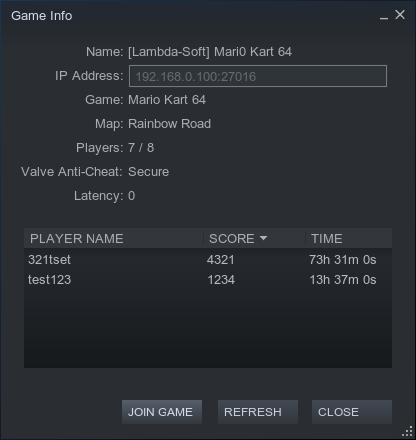 Game Info
Name: [Lambda-Soft] Mari0 Kart 64
IP Address: 192.168.0.100:27016
Game: Mario Kart 64
Map: Rainbow Road
Players: 7 / 8
Valve Anti-Cheat: Secure
Latency: 0
PLAYER NAME SCORE TIME
321tset 4321 73h 31m 0s
test123 1234 13h 37m 0s
JOIN GAME REFRESH CLOSE